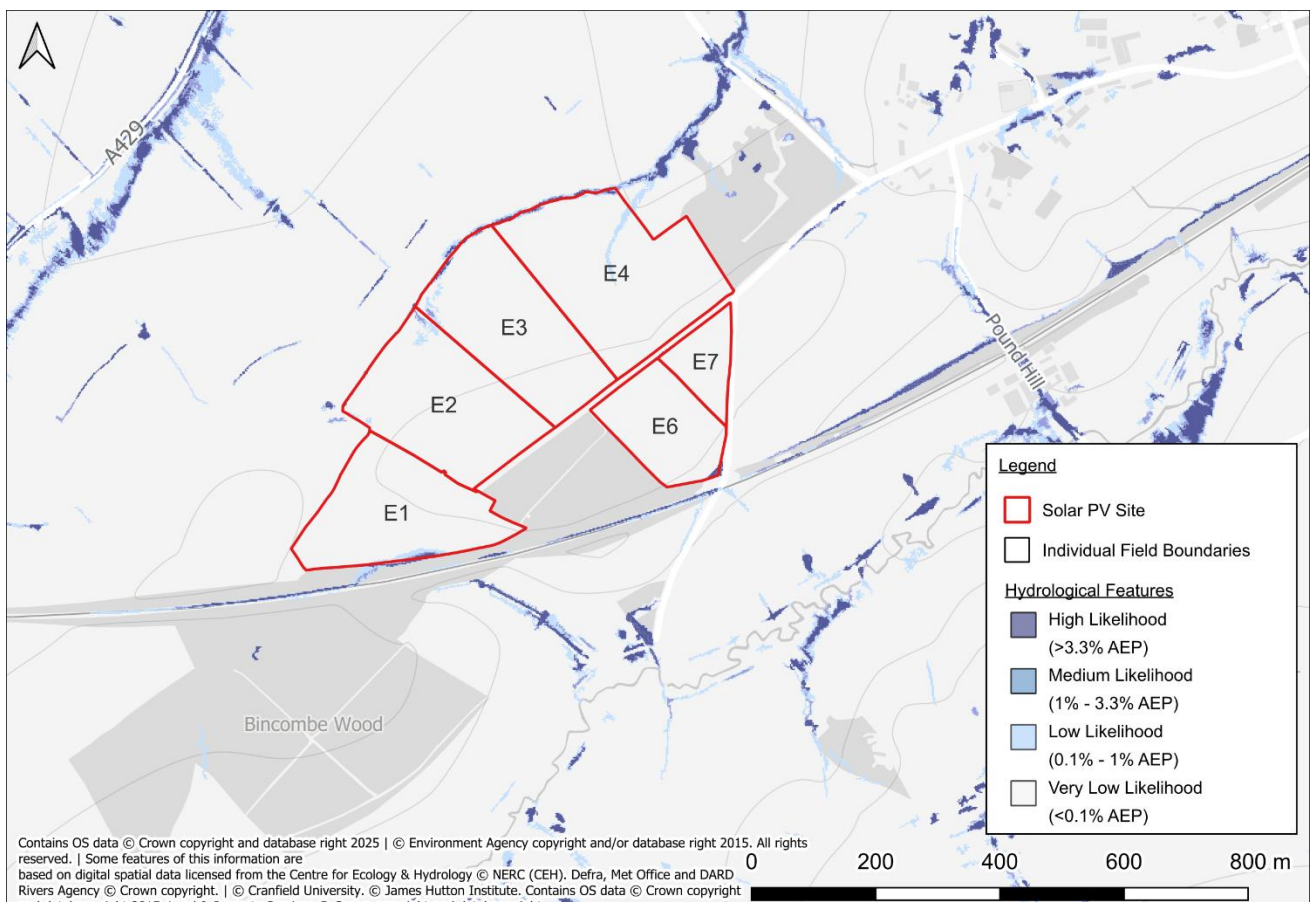 A429
E4
E3
E7
E2
E6
E1
Pound Hill
Bincombe Wood
Legend
Solar PV Site
Individual Field Boundaries
Hydrological Features
High Likelihood
(>3.3% AEP)
Medium Likelihood
(1% - 3.3% AEP)
Low Likelihood
(0.1% - 1% AEP)
Very Low Likelihood
(<0.1% AEP)
Contains OS data © Crown copyright and database right 2025 | © Environment Agency copyright and/or database right 2015. All rights
reserved. | Some features of this information are
based on digital spatial data licensed from the Centre for Ecology & Hydrology © NERC (CEH). Defra, Met Office and DARD
Rivers Agency © Crown copyright. | © Cranfield University. © James Hutton Institute. Contains OS data © Crown copyright
0 200 400 600 800 m